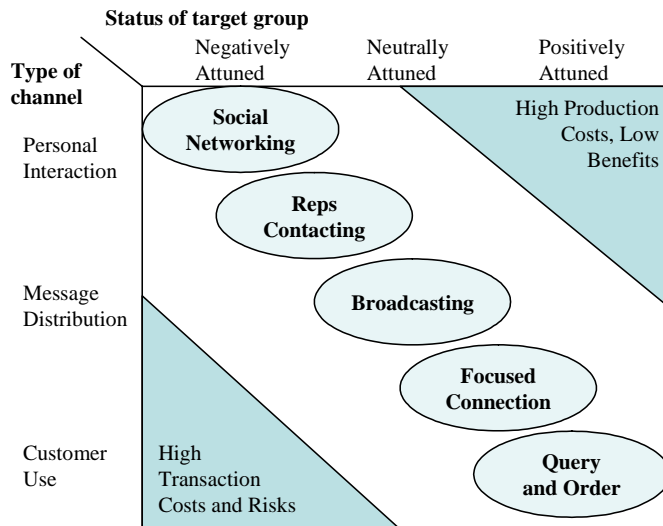 Status of target group
Negatively
Attuned
Neutrally
Attuned
Positively
Attuned
Type of
channel
Personal
Interaction
Message
Distribution
Customer
Use
Social
Networking
Reps
Contacting
Broadcasting
Focused
Connection
Query
and Order
High Production
Costs, Low
Benefits
High
Transaction
Costs and Risks